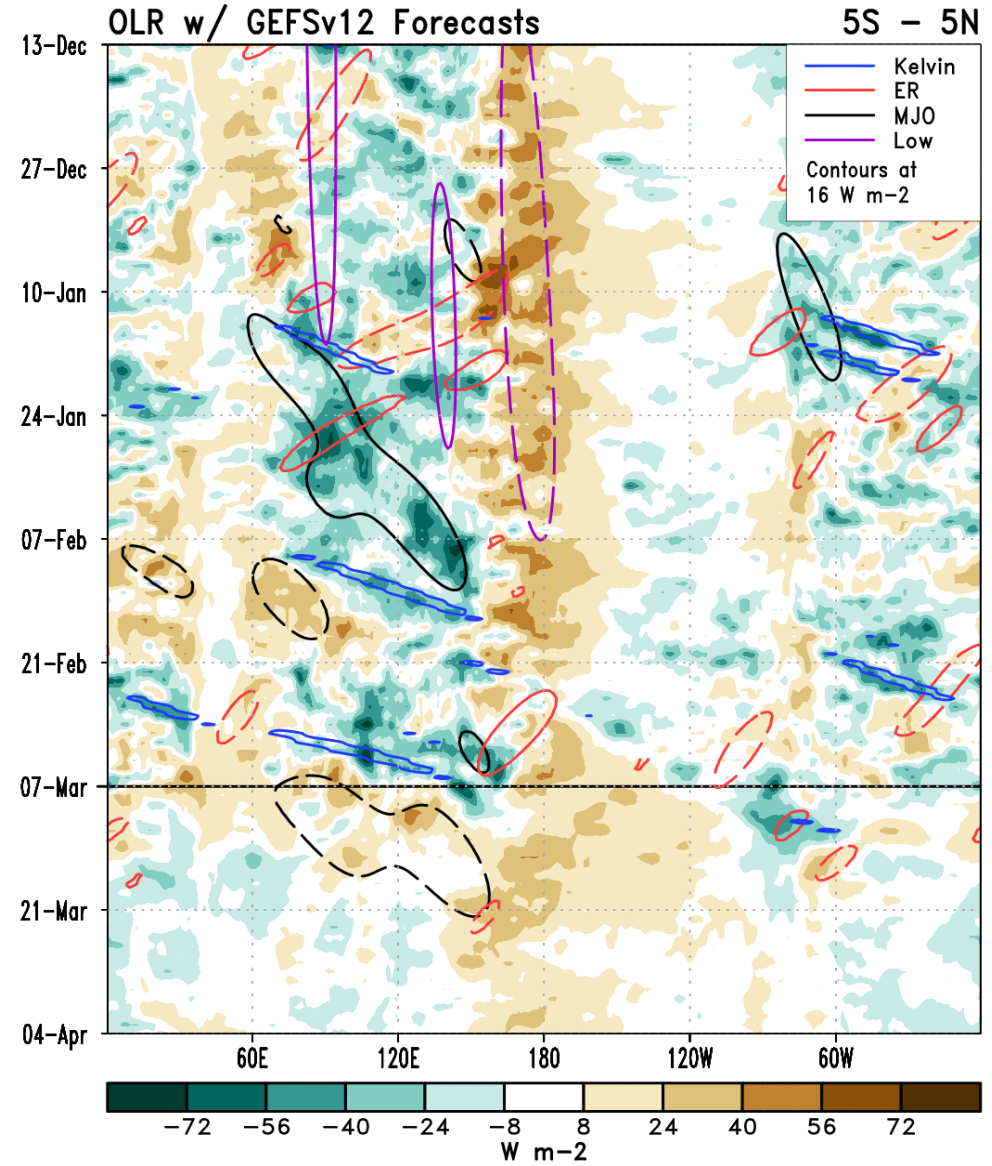 OLR w/ GEFSv12 Forecasts 5S - 5N
13-Dec
Kelvin
ER
MJO
Low
Contours at
16 W m-2
27-Dec
10-Jan
24-Jan
07-Feb
21-Feb
07-Mar
21-Mar
04-Apr
60E 120E 180 120W 60W
-72 -56 -40 -24 -8 8 24 40 56 72
W m-2